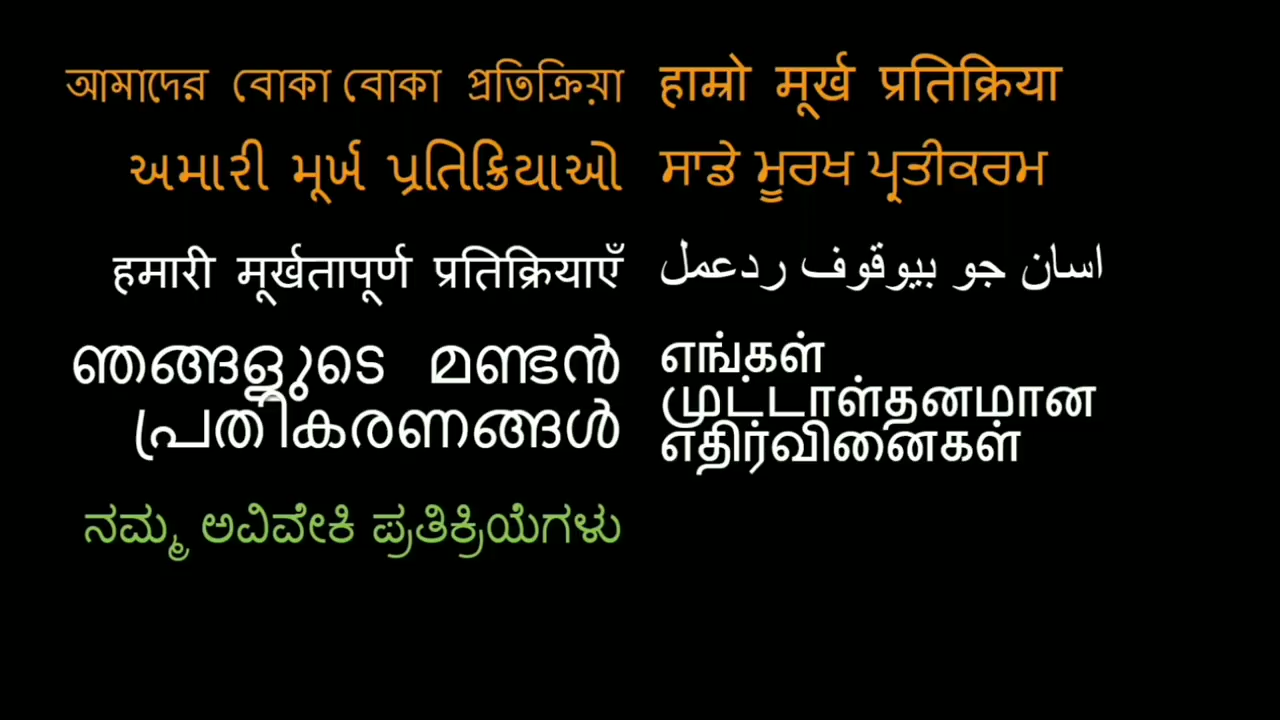 আমাদের বোকা বোকা প্রতিক্রিয়া
हाम्रो मूर्ख प्रतिक्रिया
અમારી મૂર્ખ પ્રતિક્રિયાઓ
ਸਾਡੇ ਮੂਰਖ ਪ੍ਰਤੀਕਰਮ
हमारी मूर्खतापूर्ण प्रतिक्रियाएँ
اسان جو بيوقوف ردعمل
ഞങ്ങളുടെ മണ്ടൻ
പ്രതികരണങ്ങൾ
எங்கள்
முட்டாள்தனமான
எதிர்வினைகள்
ನಮ್ಮ ಅವಿವೇಕಿ ಪ್ರತಿಕ್ರಿಯೆಗಳು